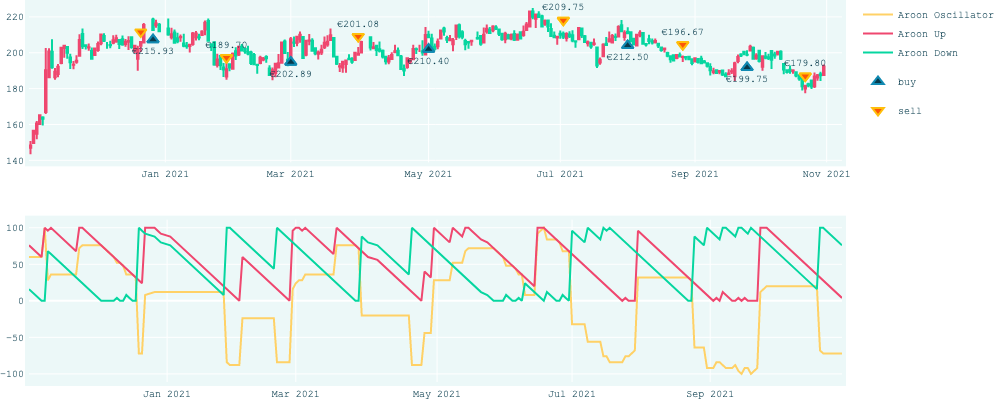 €209.75
€201.08
€196.67
€215.93
€189.70
€202.89
€210.40
€212.50
€199.75
€179.80
220
200
180
160
140
Jan 2021
Mar 2021
May 2021
Jul 2021
Sep 2021
Nov 2021
Aroon Oscillator
Aroon Up
Aroon Down
buy
sell
100
50
0
−50
−100
Jan 2021
Mar 2021
May 2021
Jul 2021
Sep 2021